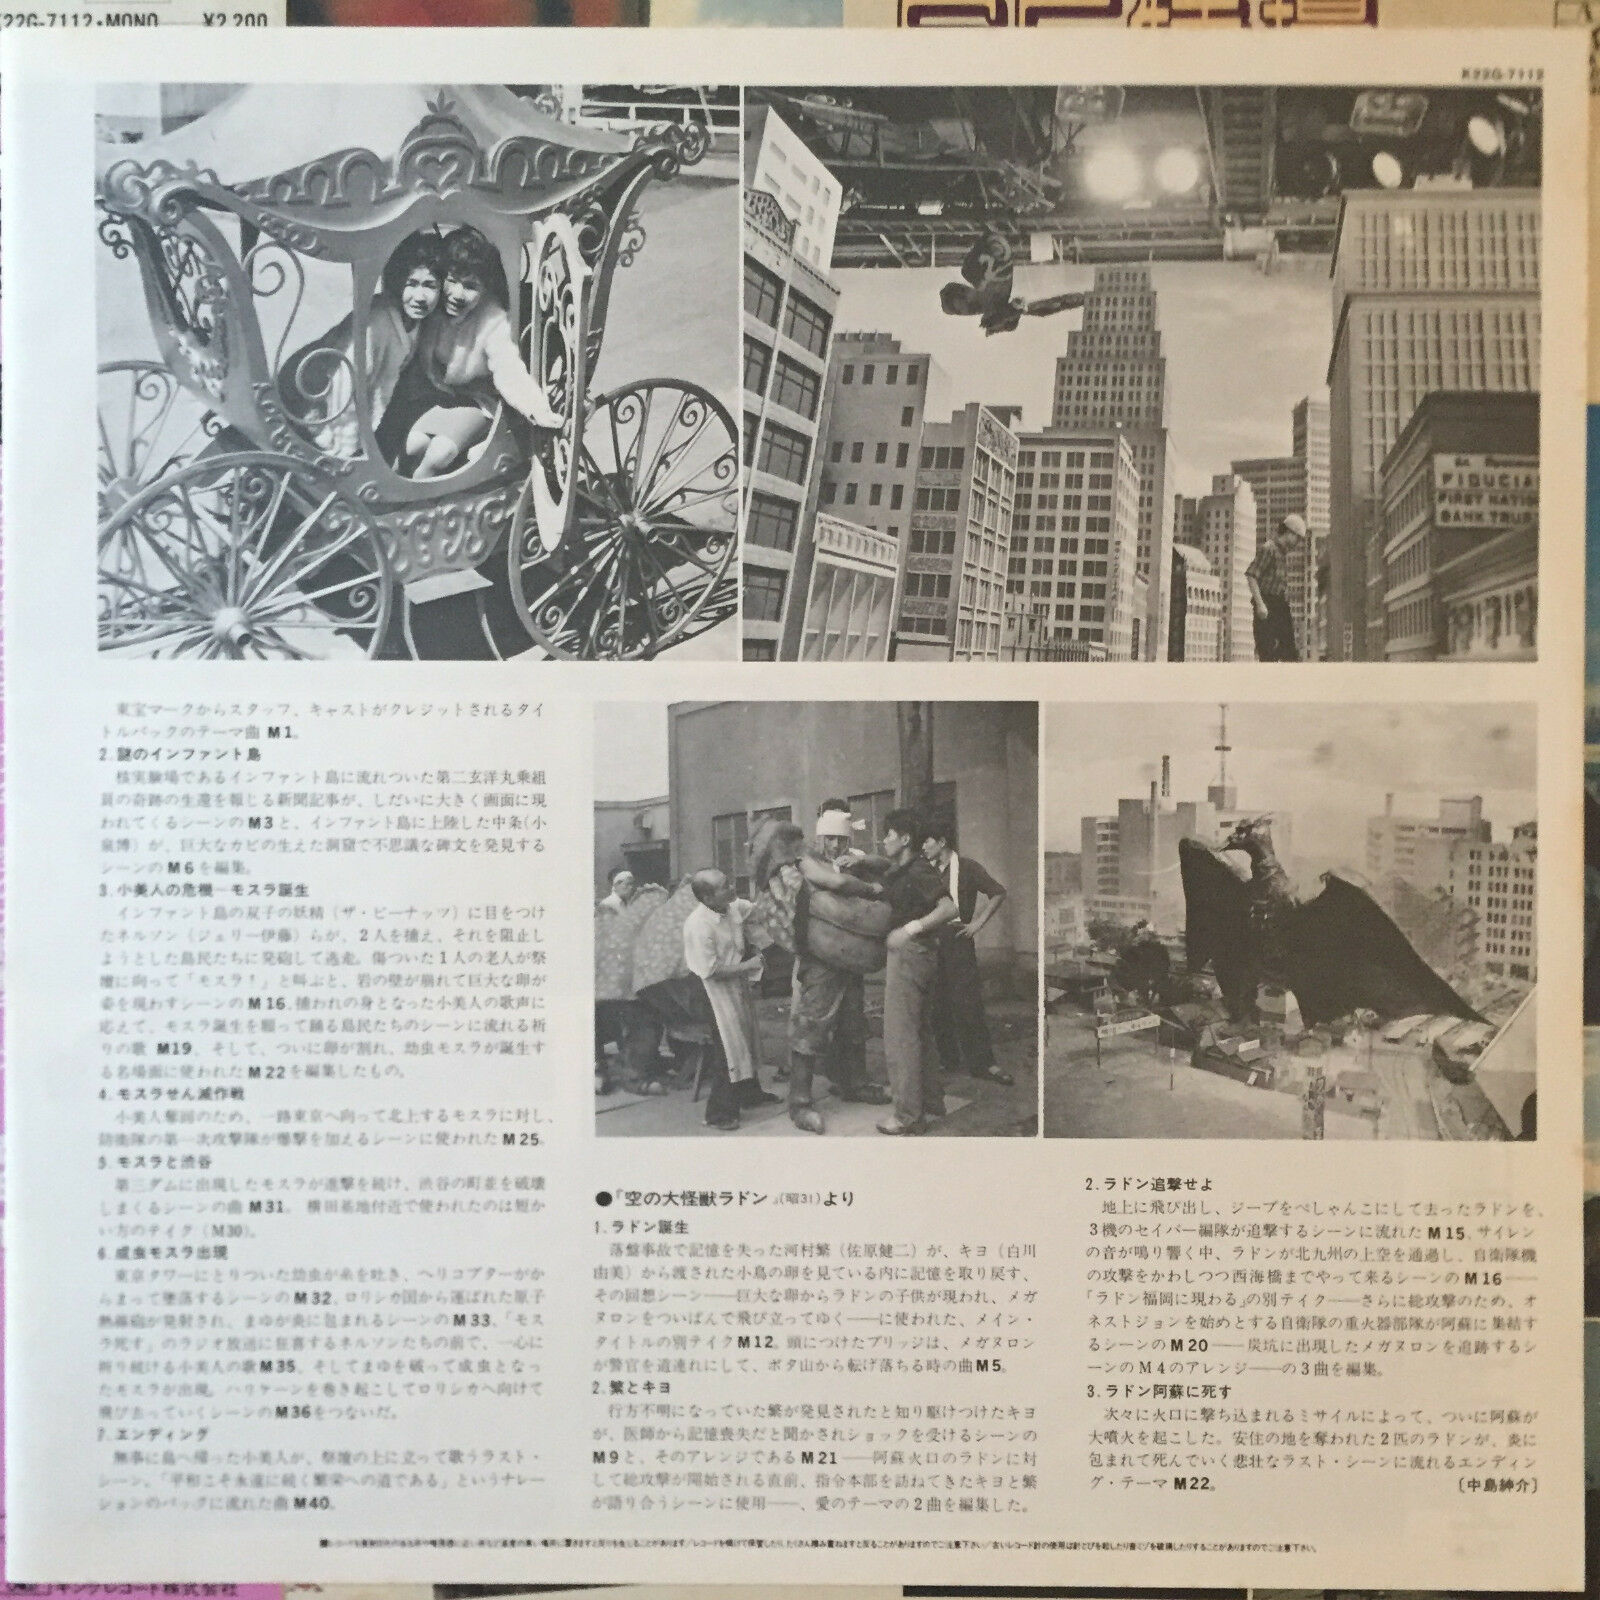 K22G-7112・MONO ¥2,200
K22G-7112
FIDUCIA
FIRST NATIO
BANK TRUS
東宝マークからスタッフ、キャストがクレジットされるタイ
トルバックのテーマ曲 M1。
2.謎のインファント島
核実験場であるインファント島に流れついた第二玄洋丸乗組
員の奇跡の生還を報じる新聞記事が、しだいに大きく画面に現
われてくるシーンのM3と、インファント島に上陸した中条(小
泉博)が、巨大なカビの生えた洞窟で不思議な碑文を発見する
シーンのM6を編集。
3.小美人の危機―モスラ誕生
インファント島の双子の妖精(ザ・ピーナッツ)に目をつけ
たネルソン(ジェリー伊藤)らが、2人を捕え、それを阻止し
ようとした島民たちに発砲して逃走。傷ついた1人の老人が祭
壇に向って「モスラ!」と叫ぶと、岩の壁が崩れて巨大な卵が
姿を現わすシーンのM16、捕われの身となった小美人の歌声に
応えて、モスラ誕生を願って踊る島民たちのシーンに流れる祈
りの歌 M19、そして、ついに卵が割れ、幼虫モスラが誕生す
る名場面に使われたM22を編集したもの。
4.モスラせん滅作戦
小美人奪回のため、一路東京へ向って北上するモスラに対し、
防衛隊の第一次攻撃隊が爆撃を加えるシーンに使われたM25。
5.モスラと渋谷
第三ダムに出現したモスラが進撃を続け、渋谷の町並を破壊
しまくるシーンの曲M31。横田基地付近で使われたのは短か
い方のテイク(M30)。
6.成虫モスラ出現
東京タワーにとりついた幼虫が糸を吐き、ヘリコプターがか
らまって墜落するシーンのM32、ロリシカ国から運ばれた原子
熱線砲が発射され、まゆが炎に包まれるシーンのM33、「モス
ラ死す」のラジオ放送に狂喜するネルソンたちの前で、一心に
祈り続ける小美人の歌M35、そしてまゆを破って成虫となっ
たモスラが出現、ハリケーンを巻き起こしてロリシカへ向けて
飛び去っていくシーンのM36をつないだ。
7.エンディング
無事に島へ帰った小美人が、祭壇の上に立って歌うラスト・
シーン、「平和こそ永遠に続く繁栄への道である」というナレー
ションのバックに流れた曲M40。
●「空の大怪獣ラドン」(昭31)より
1.ラドン誕生
落盤事故で記憶を失った河村繁(佐原健二)が、キヨ(白川
由美)から渡された小鳥の卵を見ている内に記憶を取り戻す、
その回想シーン――巨大な卵からラドンの子供が現われ、メガ
ヌロンをついばんで飛び立ってゆく――に使われた、メイン・
タイトルの別テイクM12。頭につけたブリッジは、メガヌロン
が警官を道連れにして、ボタ山から転げ落ちる時の曲M5。
2.繁とキヨ
行方不明になっていた繁が発見されたと知り駆けつけたキヨ
が、医師から記憶喪失だと聞かされショックを受けるシーンの
M9と、そのアレンジであるM21――阿蘇火口のラドンに対
して総攻撃が開始される直前、指令本部を訪ねてきたキヨと繁
が語り合うシーンに使用――、愛のテーマの2曲を編集した。
2.ラドン追撃せよ
地上に飛び出し、ジープをぺしゃんこにして去ったラドンを、
3機のセイバー編隊が追撃するシーンに流れたM15、サイレン
の音が鳴り響く中、ラドンが北九州の上空を通過し、自衛隊機
の攻撃をかわしつつ西海橋までやって来るシーンのM16――
「ラドン福岡に現わる」の別テイク――さらに総攻撃のため、オ
ネストジョンを始めとする自衛隊の重火器部隊が阿蘇に集結す
るシーンのM20――炭坑に出現したメガヌロンを追跡するシ
ーンのM4のアレンジ――の3曲を編集。
3.ラドン阿蘇に死す
次々に火口に撃ち込まれるミサイルによって、ついに阿蘇が
大噴火を起こした。安住の地を奪われた2匹のラドンが、炎に
包まれて死んでいく悲壮なラスト・シーンに流れるエンディン
グ・テーマM22。
〔中島紳介〕
キングレコード株式会社